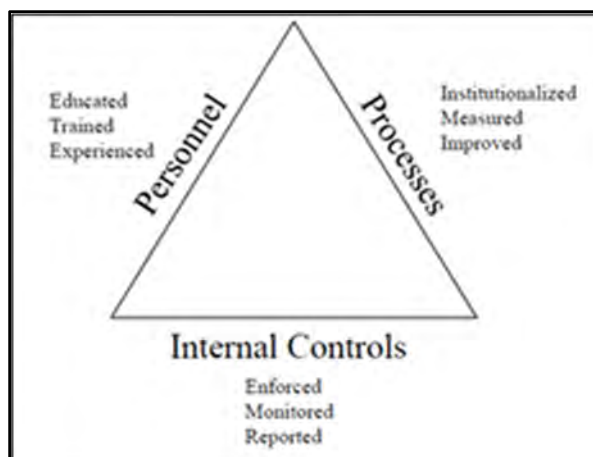 Educated
Trained
Experienced
Personnel
Processes
Institutionalized
Measured
Improved
Internal Controls
Enforced
Monitored
Reported